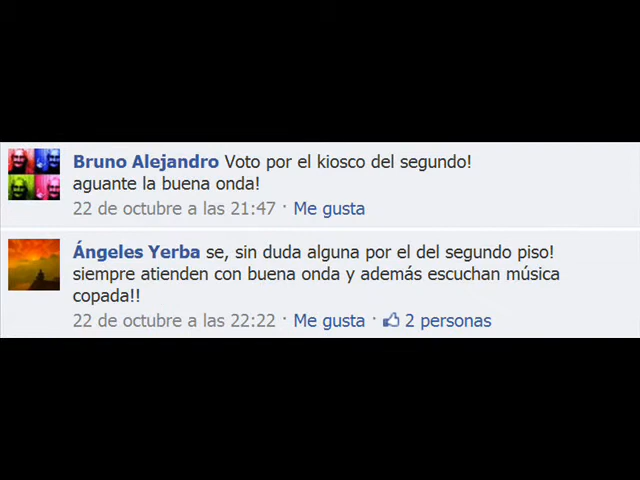 Bruno Alejandro Voto por el kiosco del segundo!
aguante la buena onda!
22 de octubre a las 21:47 · Me gusta
Ángeles Yerba se, sin duda alguna por el del segundo piso!
siempre atienden con buena onda y además escuchan música
copada!!
22 de octubre a las 22:22 · Me gusta · 2 personas